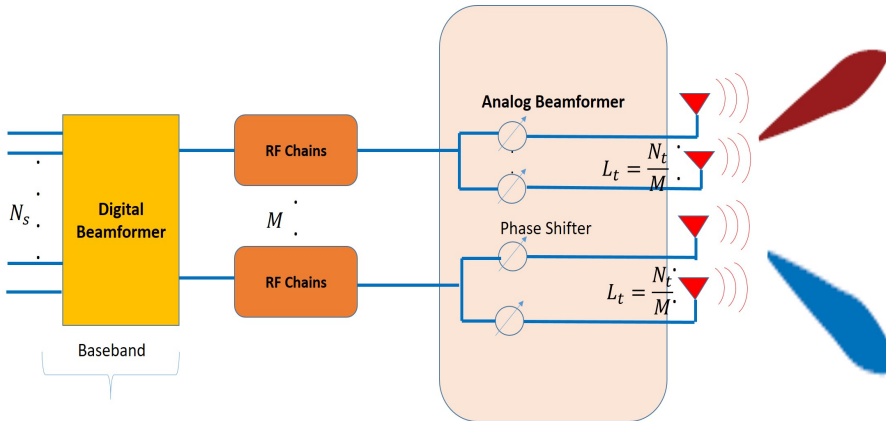 Analog Beamformer
RF Chains
L_t = N_t / M
N_s
Digital
Beamformer
M
Phase Shifter
RF Chains
L_t = N_t / M
Baseband